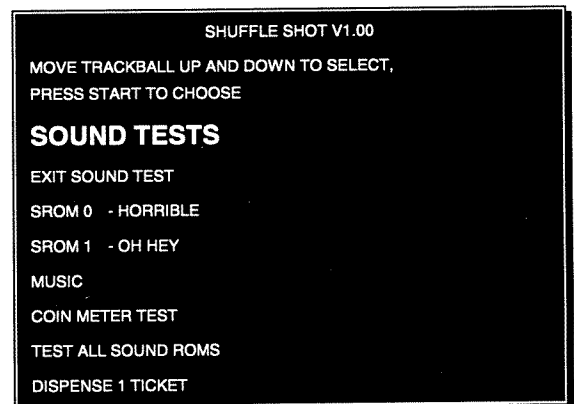 SHUFFLE SHOT V1.00
MOVE TRACKBALL UP AND DOWN TO SELECT,
PRESS START TO CHOOSE
SOUND TESTS
EXIT SOUND TEST
SROM 0 - HORRIBLE
SROM 1 - OH HEY
MUSIC
COIN METER TEST
TEST ALL SOUND ROMS
DISPENSE 1 TICKET